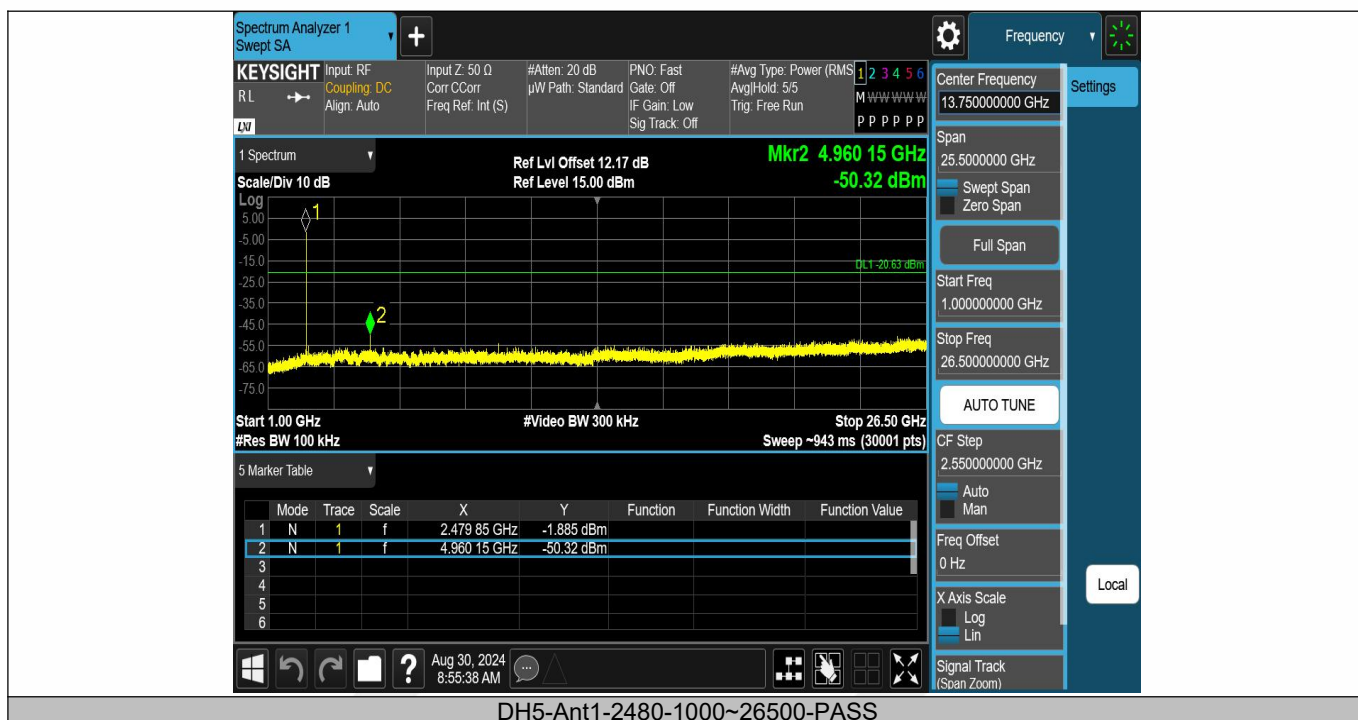 Spectrum Analyzer 1
Swept SA
Frequency
KEYSIGHT
Input: RF
Coupling: DC
Align: Auto
Input Z: 50 Ω
Corr CCorr
Freq Ref: Int (S)
#Atten: 20 dB
µW Path: Standard
PNO: Fast
Gate: Off
IF Gain: Low
Sig Track: Off
#Avg Type: Power (RMS
Avg|Hold: 5/5
Trig: Free Run
1 2 3 4 5 6
M W W W W W
P P P P P P
RL
LXI
Center Frequency
13.750000000 GHz
Settings
1 Spectrum
Scale/Div 10 dB
Log
Ref Lvl Offset 12.17 dB
Ref Level 15.00 dBm
Mkr2 4.960 15 GHz
-50.32 dBm
Span
25.5000000 GHz
Swept Span
Zero Span
Full Span
5.00
-5.00
-15.0
-25.0
-35.0
-45.0
-55.0
-65.0
-75.0
1
2
DL1 -20.63 dBm
Start Freq
1.000000000 GHz
Stop Freq
26.500000000 GHz
AUTO TUNE
Start 1.00 GHz
#Video BW 300 kHz
Stop 26.50 GHz
#Res BW 100 kHz
Sweep ~943 ms (30001 pts)
CF Step
2.550000000 GHz
Auto
Man
5 Marker Table
Mode Trace Scale X Y Function Function Width Function Value
1 N 1 f 2.479 85 GHz -1.885 dBm
2 N 1 f 4.960 15 GHz -50.32 dBm
3
4
5
6
Freq Offset
0 Hz
Local
X Axis Scale
Log
Lin
Signal Track
(Span Zoom)
?
Aug 30, 2024
8:55:38 AM
DH5-Ant1-2480-1000~26500-PASS